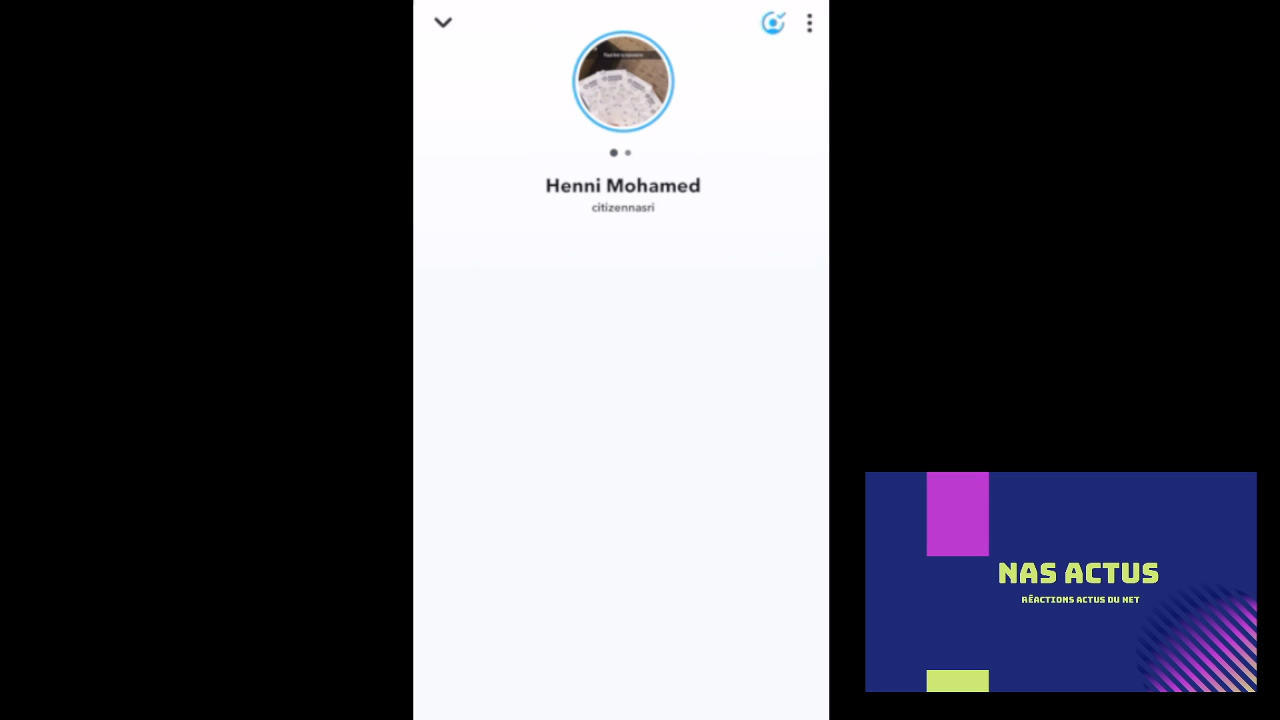 Henni Mohamed
citizennasri
NAS ACTUS
RÉACTIONS ACTUS DU NET